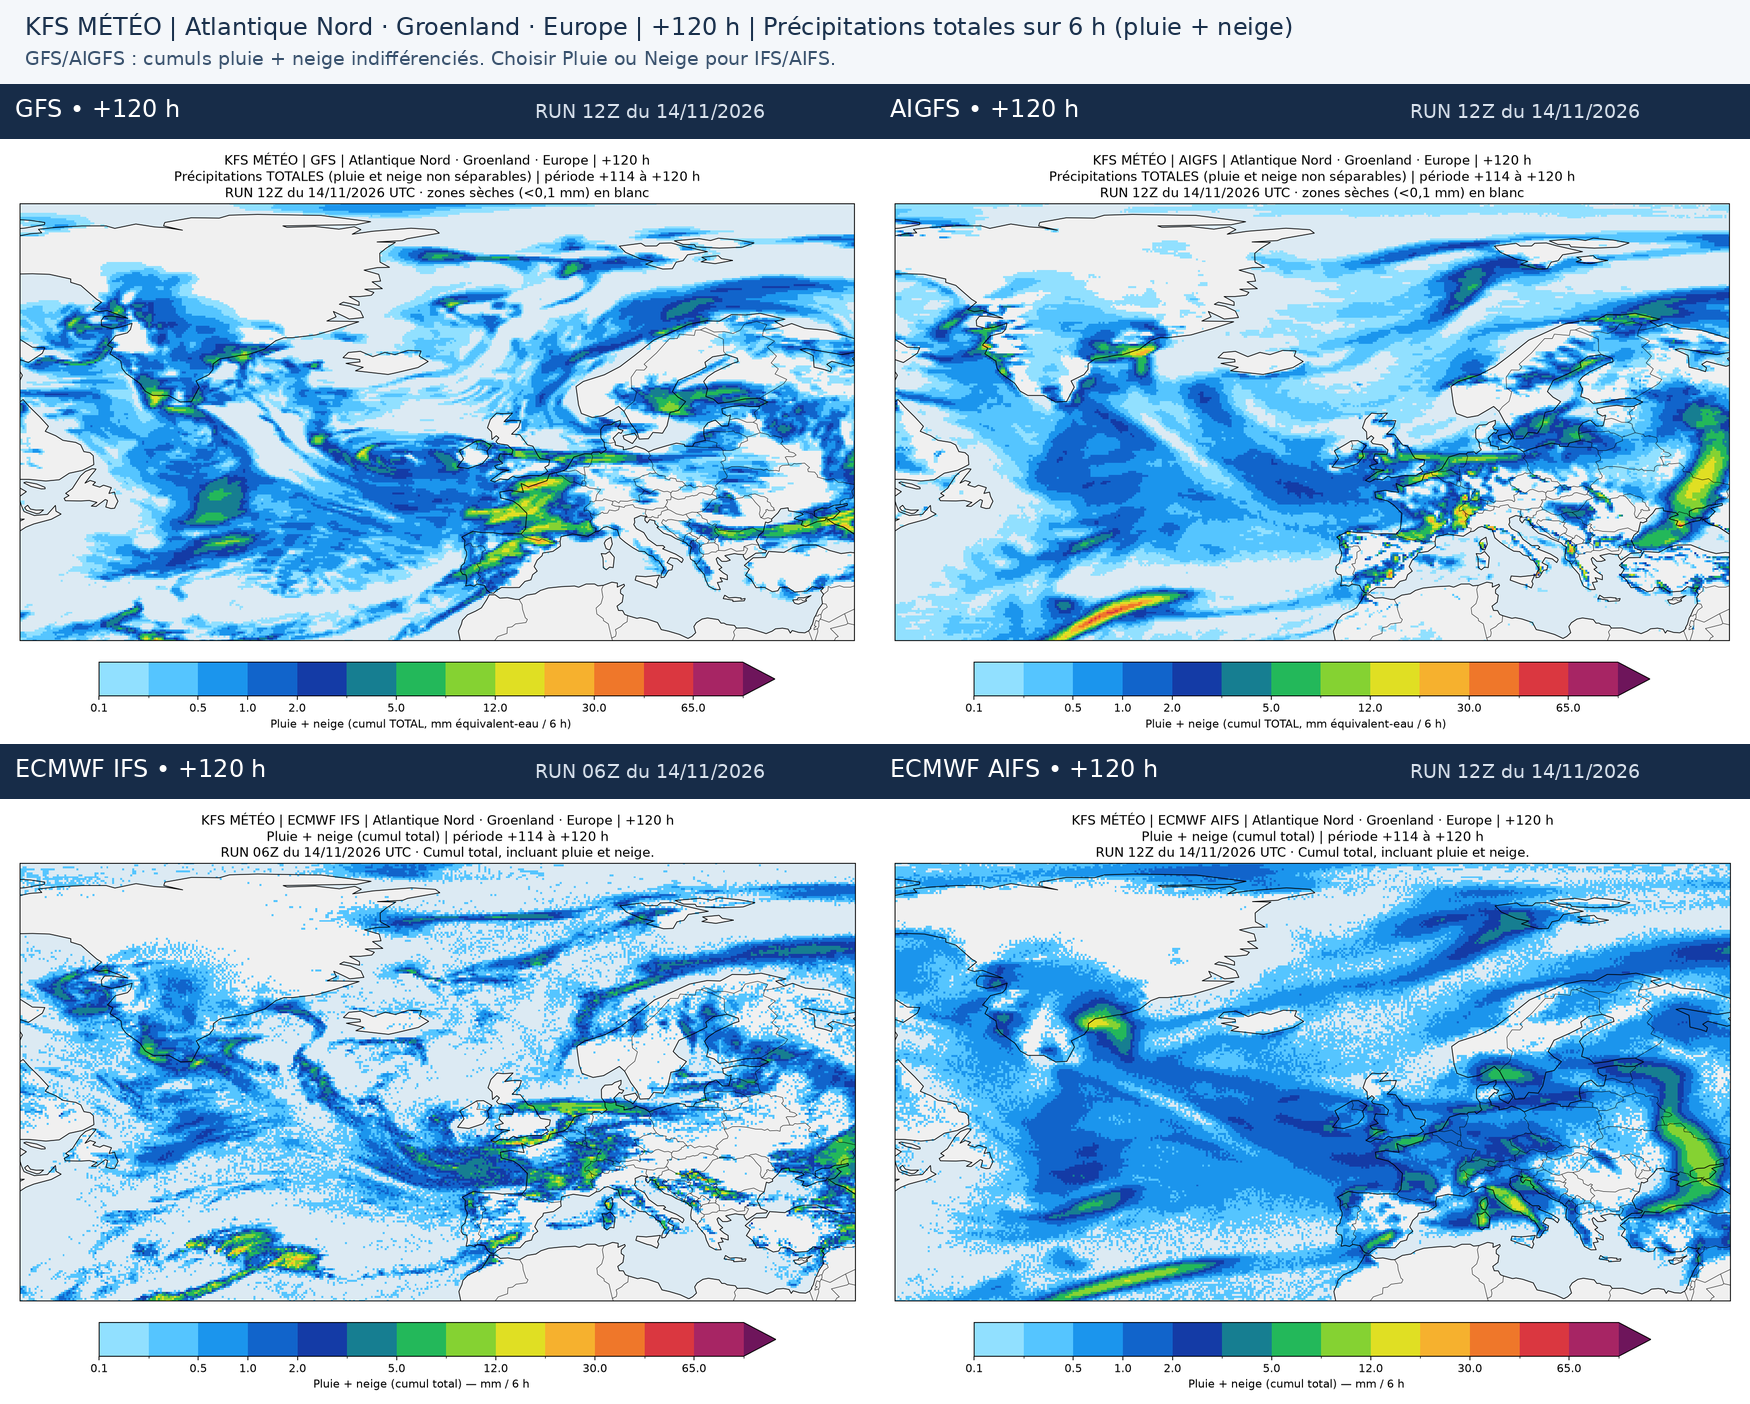 KFS MÉTÉO | Atlantique Nord · Groenland · Europe | +120 h | Précipitations totales sur 6 h (pluie + neige)
GFS/AIGFS : cumuls pluie + neige indifférenciés. Choisir Pluie ou Neige pour IFS/AIFS.
GFS • +120 h
RUN 12Z du 14/11/2026
AIGFS • +120 h
RUN 12Z du 14/11/2026
KFS MÉTÉO | GFS | Atlantique Nord · Groenland · Europe | +120 h
Précipitations TOTALES (pluie et neige non séparables) | période +114 à +120 h
RUN 12Z du 14/11/2026 UTC · zones sèches (<0,1 mm) en blanc
KFS MÉTÉO | AIGFS | Atlantique Nord · Groenland · Europe | +120 h
Précipitations TOTALES (pluie et neige non séparables) | période +114 à +120 h
RUN 12Z du 14/11/2026 UTC · zones sèches (<0,1 mm) en blanc
0.1 0.5 1.0 2.0 5.0 12.0 30.0 65.0
Pluie + neige (cumul TOTAL, mm équivalent-eau / 6 h)
0.1 0.5 1.0 2.0 5.0 12.0 30.0 65.0
Pluie + neige (cumul TOTAL, mm équivalent-eau / 6 h)
ECMWF IFS • +120 h
RUN 06Z du 14/11/2026
ECMWF AIFS • +120 h
RUN 12Z du 14/11/2026
KFS MÉTÉO | ECMWF IFS | Atlantique Nord · Groenland · Europe | +120 h
Pluie + neige (cumul total) | période +114 à +120 h
RUN 06Z du 14/11/2026 UTC · Cumul total, incluant pluie et neige.
KFS MÉTÉO | ECMWF AIFS | Atlantique Nord · Groenland · Europe | +120 h
Pluie + neige (cumul total) | période +114 à +120 h
RUN 12Z du 14/11/2026 UTC · Cumul total, incluant pluie et neige.
0.1 0.5 1.0 2.0 5.0 12.0 30.0 65.0
Pluie + neige (cumul total) — mm / 6 h
0.1 0.5 1.0 2.0 5.0 12.0 30.0 65.0
Pluie + neige (cumul total) — mm / 6 h